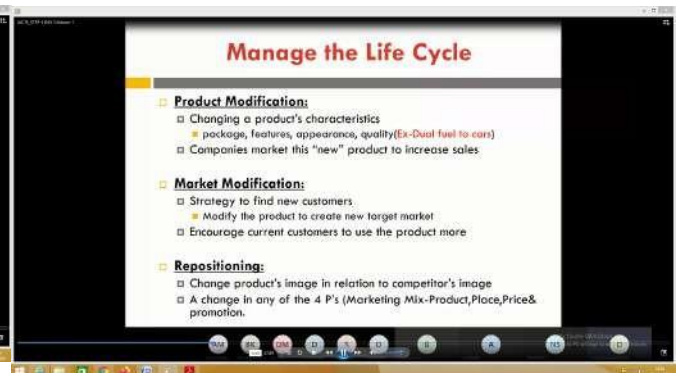 Manage the Life Cycle
Product Modification:
Changing a product's characteristics
package, features, appearance, quality(Ex-Dual fuel to cars)
Companies market this "new" product to increase sales
Market Modification:
Strategy to find new customers
Modify the product to create new target market
Encourage current customers to use the product more
Repositioning:
Change product's image in relation to competitor's image
A change in any of the 4 P's (Marketing Mix-Product,Place,Price&
promotion.
DM D S D B A NS D